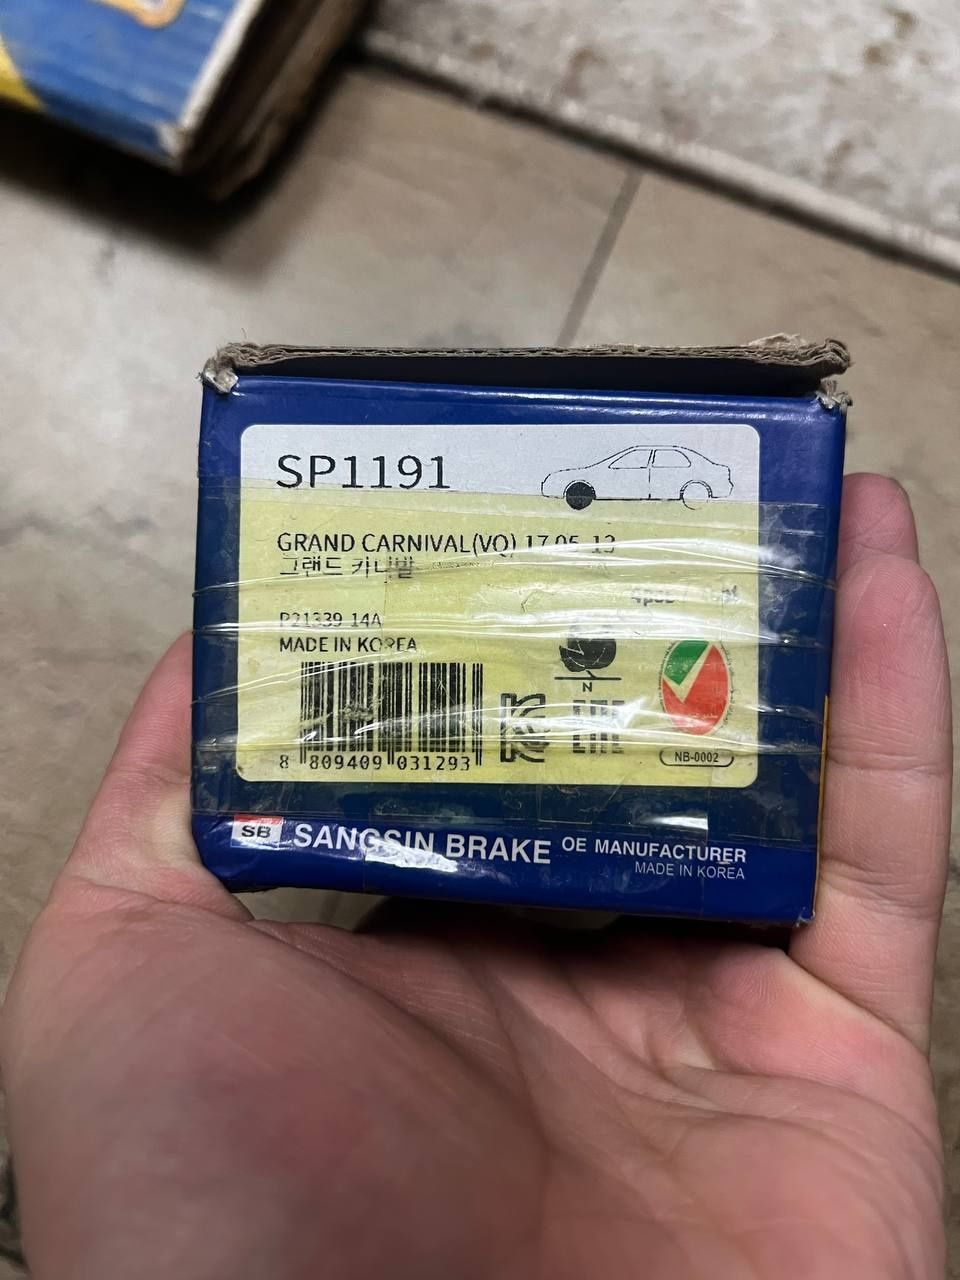 SP1191
GRAND CARNIVAL(VQ) 17 05-13
그랜드 카니발
P21339 14A
MADE IN KOREA
N
8 809409 031293
NB-0002
SB SANGSIN BRAKE OE MANUFACTURER
MADE IN KOREA